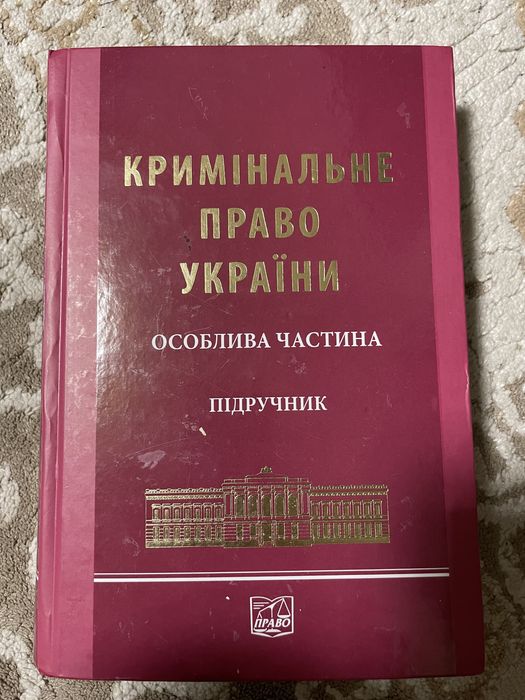 КРИМІНАЛЬНЕ
ПРАВО
УКРАЇНИ
ОСОБЛИВА ЧАСТИНА
ПІДРУЧНИК
ПРАВО